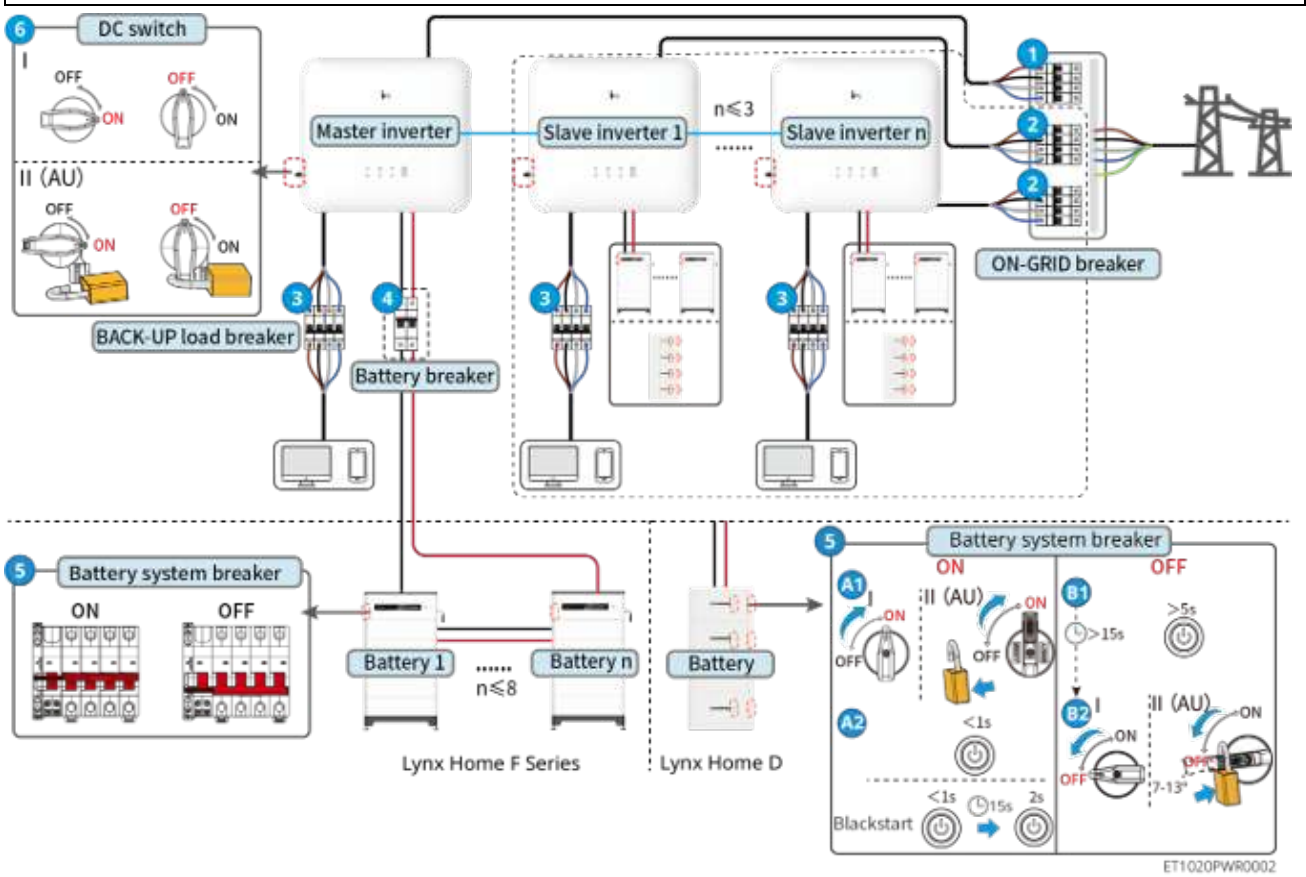 6
DC switch
I
OFF
ON
OFF
ON
II (AU)
OFF
ON
OFF
ON
Master inverter
Slave inverter 1
n≤3
......
Slave inverter n
1
2
2
ON-GRID breaker
3
BACK-UP load breaker
4
Battery breaker
3
......
3
......
5
Battery system breaker
ON
OFF
Battery 1
......
n≤8
Battery n
Lynx Home F Series
Battery
Lynx Home D
5
Battery system breaker
ON
A1
I
ON
OFF
II (AU)
ON
OFF
A2
<1s
Blackstart
<1s
15s
2s
OFF
B1
>15s
>5s
B2
I
ON
OFF
II (AU)
ON
OFF
7-13°
ET1020PWR0002